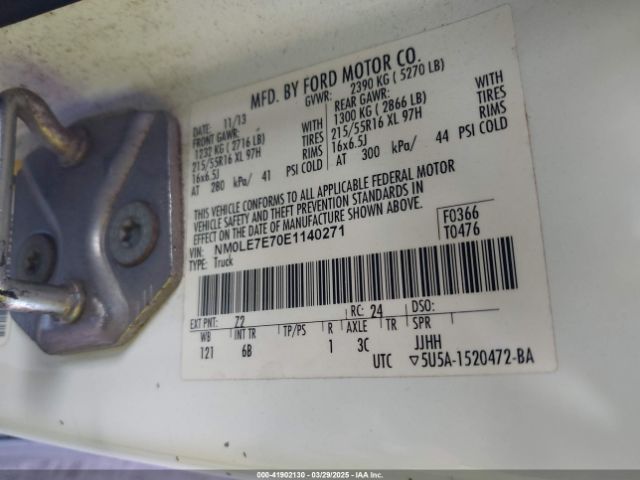 MFD. BY FORD MOTOR CO.
DATE: 11/13 GVWR: 2390 KG ( 5270 LB)
FRONT GAWR: REAR GAWR:
1232 KG ( 2716 LB) WITH 1300 KG ( 2866 LB) WITH
215/55R16 XL 97H TIRES 215/55R16 XL 97H TIRES
16x6.5J RIMS 16x6.5J RIMS
AT 280 kPa/ 41 PSI COLD AT 300 kPa/ 44 PSI COLD
THIS VEHICLE CONFORMS TO ALL APPLICABLE FEDERAL MOTOR
VEHICLE SAFETY AND THEFT PREVENTION STANDARDS IN
EFFECT ON THE DATE OF MANUFACTURE SHOWN ABOVE.
VIN: NM0LE7E70E1140271 F0366
TYPE: Truck T0476
EXT PNT: Z2 RC: 24 DSO:
WB INT TR TP/PS R AXLE TR SPR
121 6B 1 3C JJHH
UTC ▽5U5A-1520472-BA
000-41902130 - 03/29/2025 - IAA Inc.